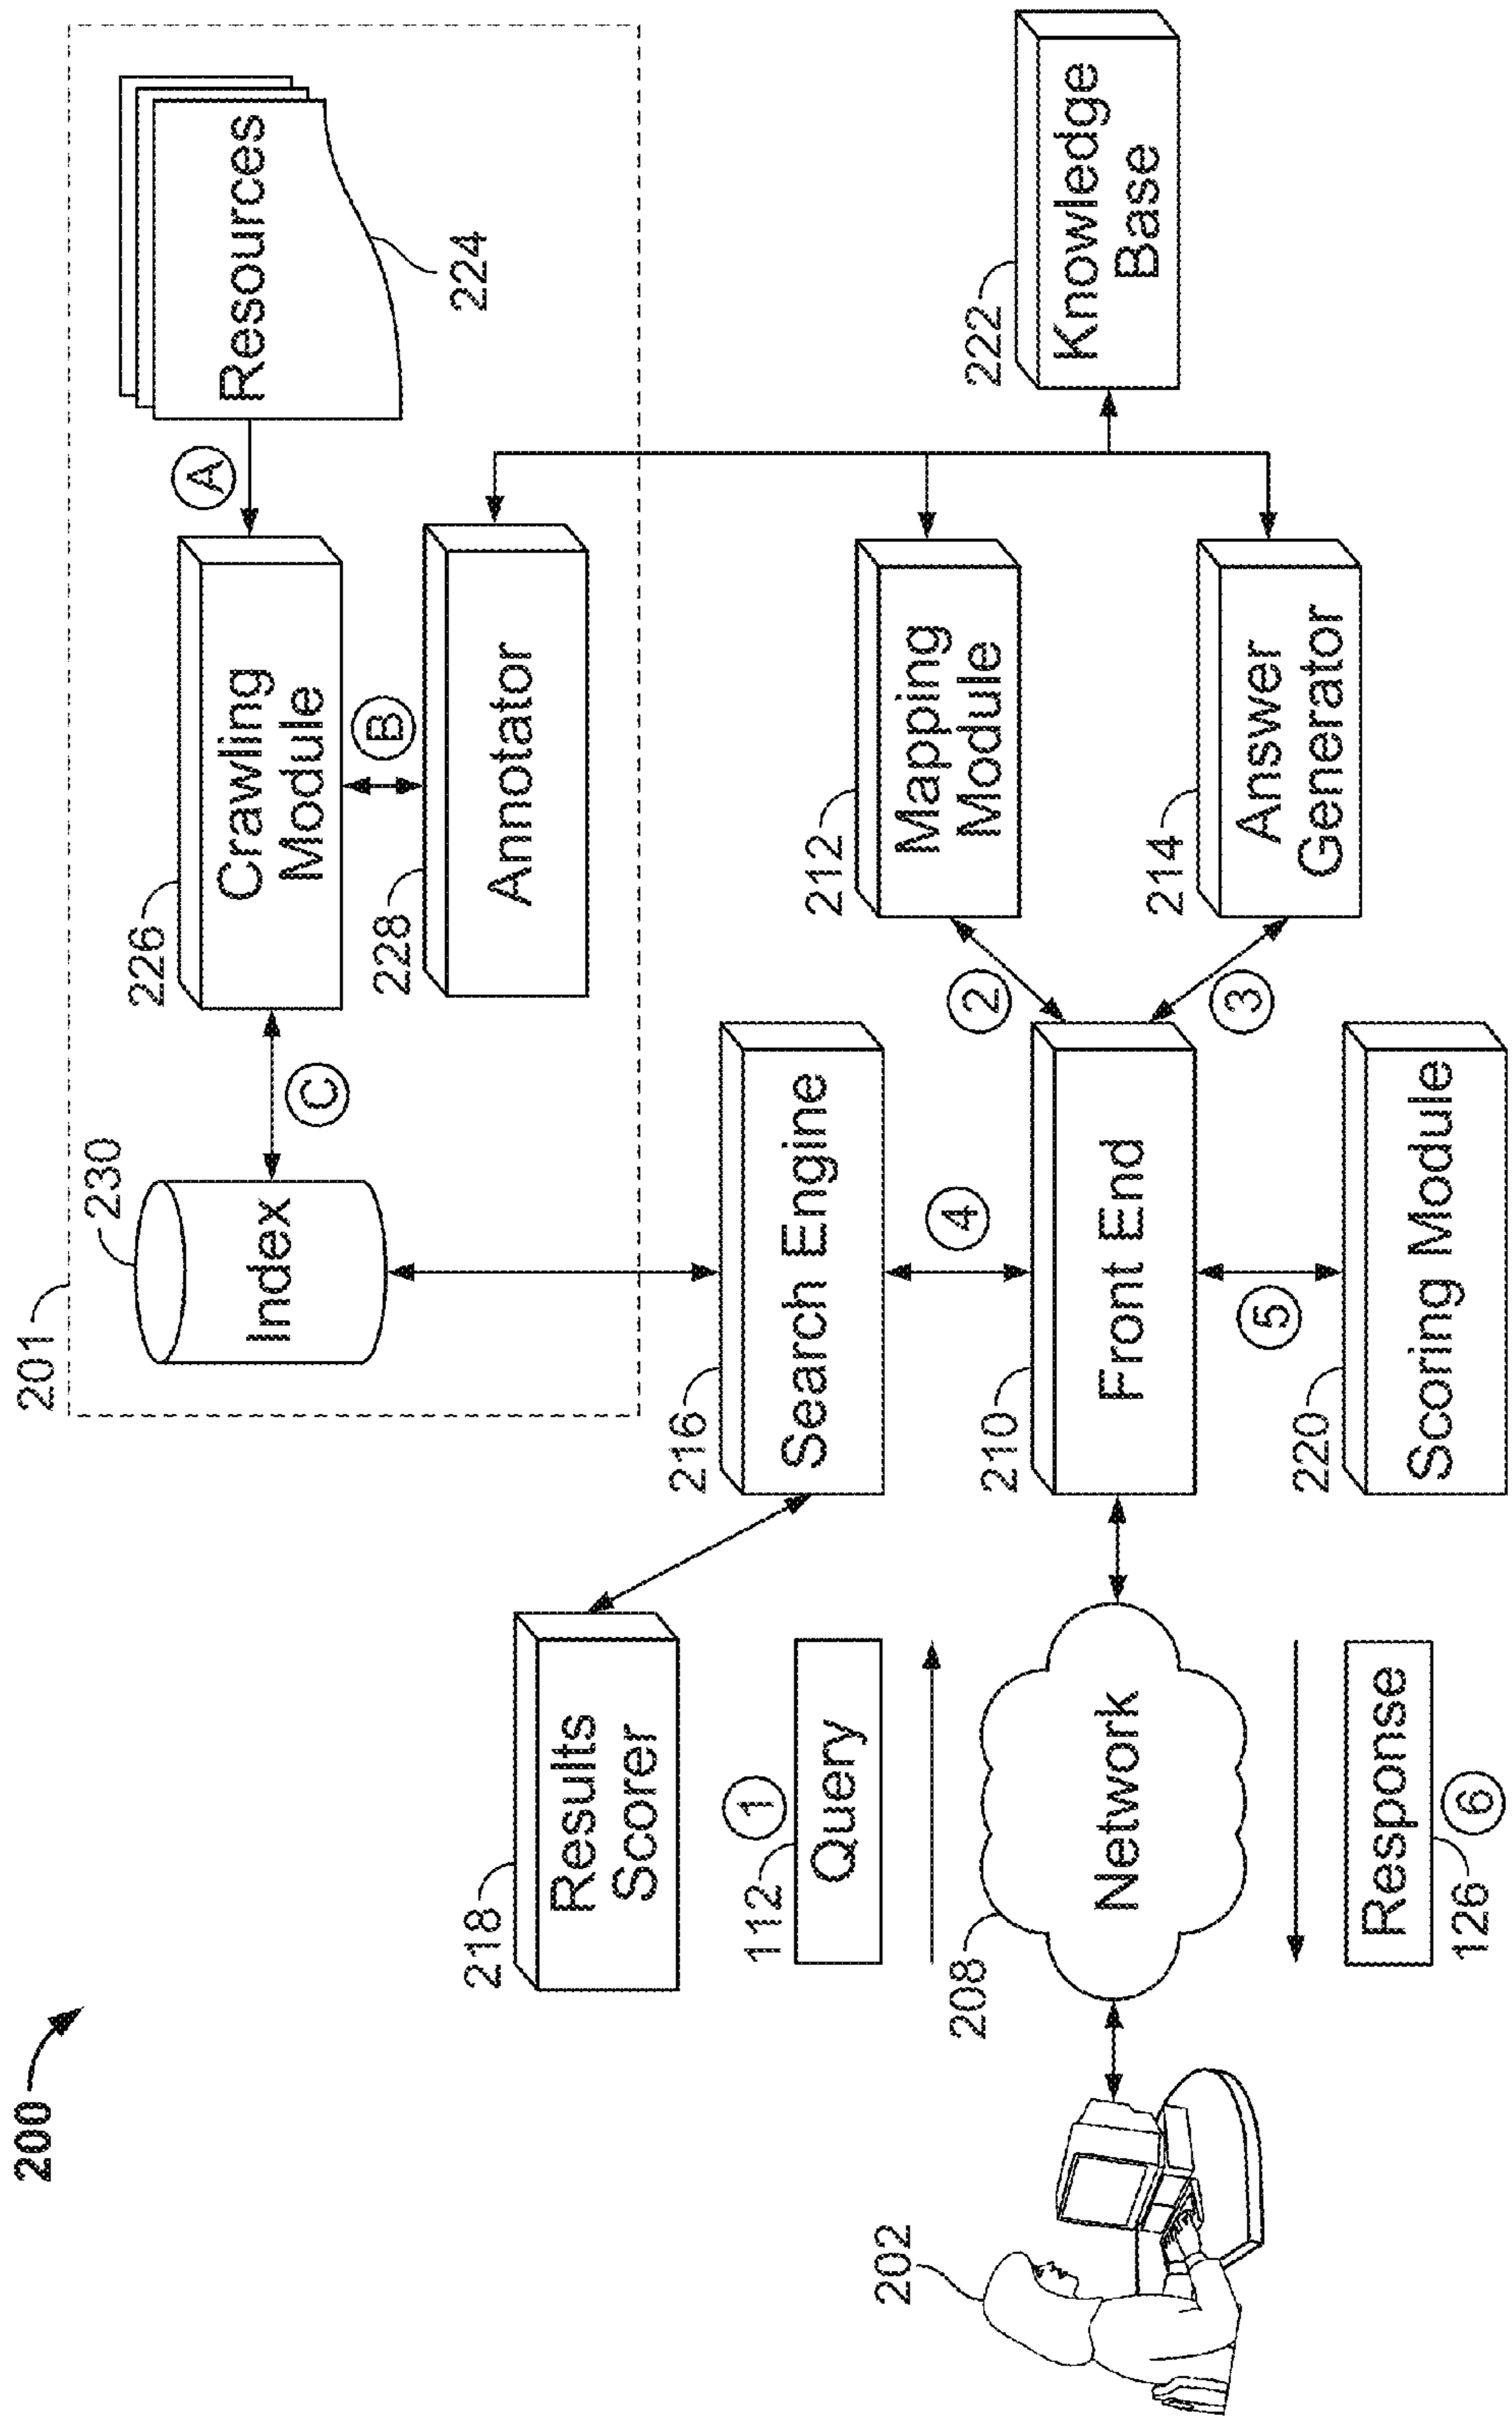 200
201
230
Index
C
226
Crawling
Module
A
Resources
224
B
228
Annotator
218
Results
Scorer
216
Search Engine
1
112
Query
4
2
212
Mapping
Module
222
Knowledge
Base
202
208
Network
210
Front End
3
214
Answer
Generator
5
Response
126
6
220
Scoring Module